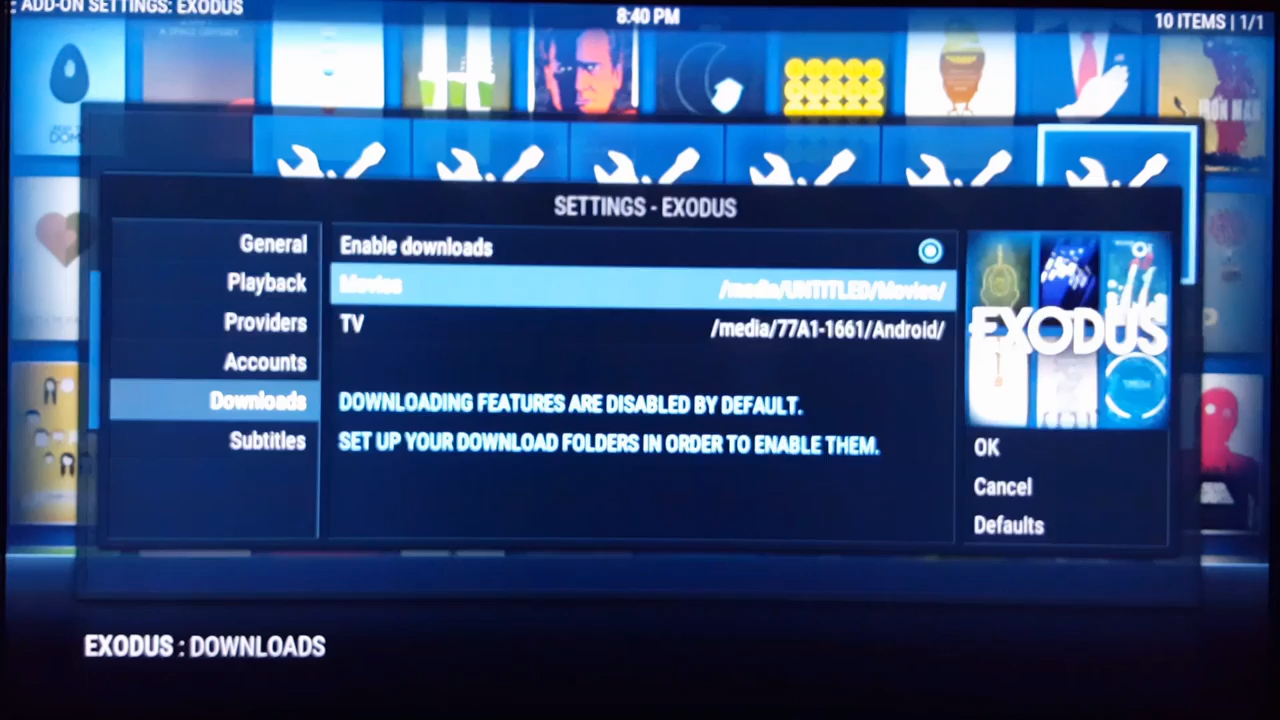 : ADD-ON SETTINGS: EXODUS
8:40 PM
10 ITEMS | 1/1
IRON MAN
SETTINGS - EXODUS
General
Playback
Providers
Accounts
Downloads
Subtitles
Enable downloads
Movies /media/UNTITLED/Movies/
TV /media/77A1-1661/Android/
DOWNLOADING FEATURES ARE DISABLED BY DEFAULT.
SET UP YOUR DOWNLOAD FOLDERS IN ORDER TO ENABLE THEM.
EXODUS
OK
Cancel
Defaults
EXODUS : DOWNLOADS